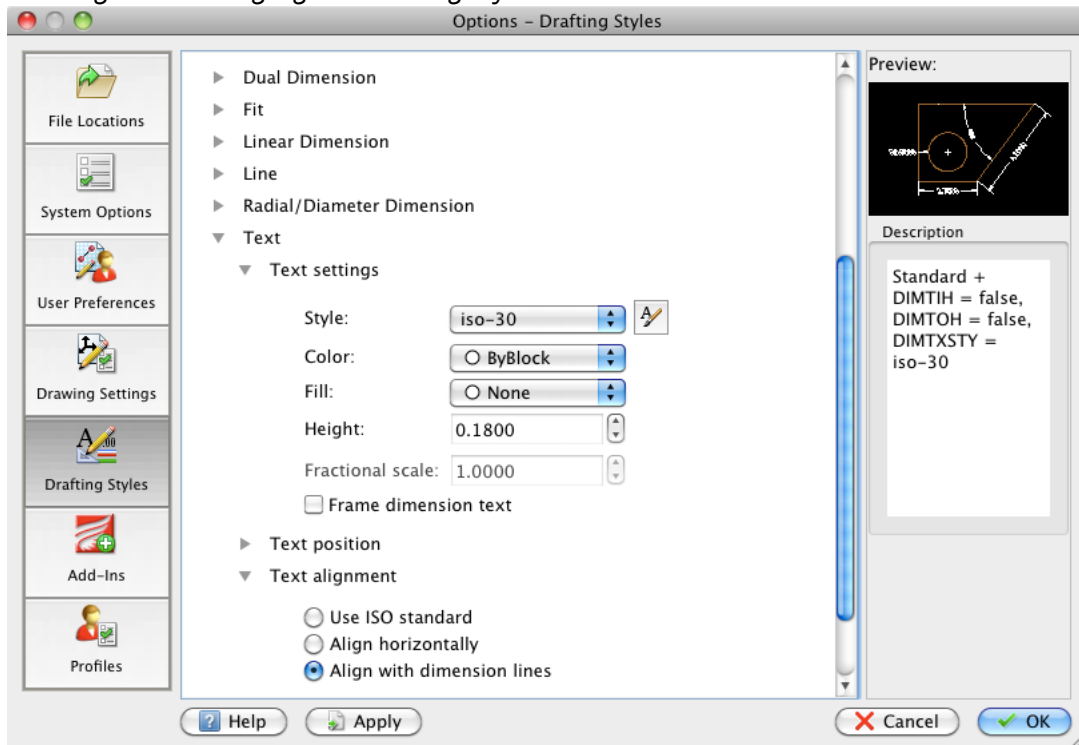 Options – Drafting Styles
File Locations
System Options
User Preferences
Drawing Settings
Drafting Styles
Add-Ins
Profiles
Dual Dimension
Fit
Linear Dimension
Line
Radial/Diameter Dimension
Text
Text settings
Style: iso-30
Color: ByBlock
Fill: None
Height: 0.1800
Fractional scale: 1.0000
Frame dimension text
Text position
Text alignment
Use ISO standard
Align horizontally
Align with dimension lines
Preview:
Description
Standard +
DIMTIH = false,
DIMTOH = false,
DIMTXSTY =
iso-30
Help
Apply
Cancel
OK